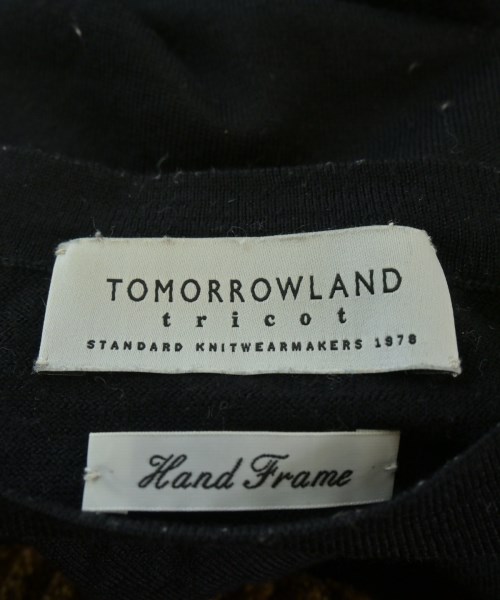 TOMORROWLAND
tricot
STANDARD KNITWEARMAKERS 1978
Hand Frame